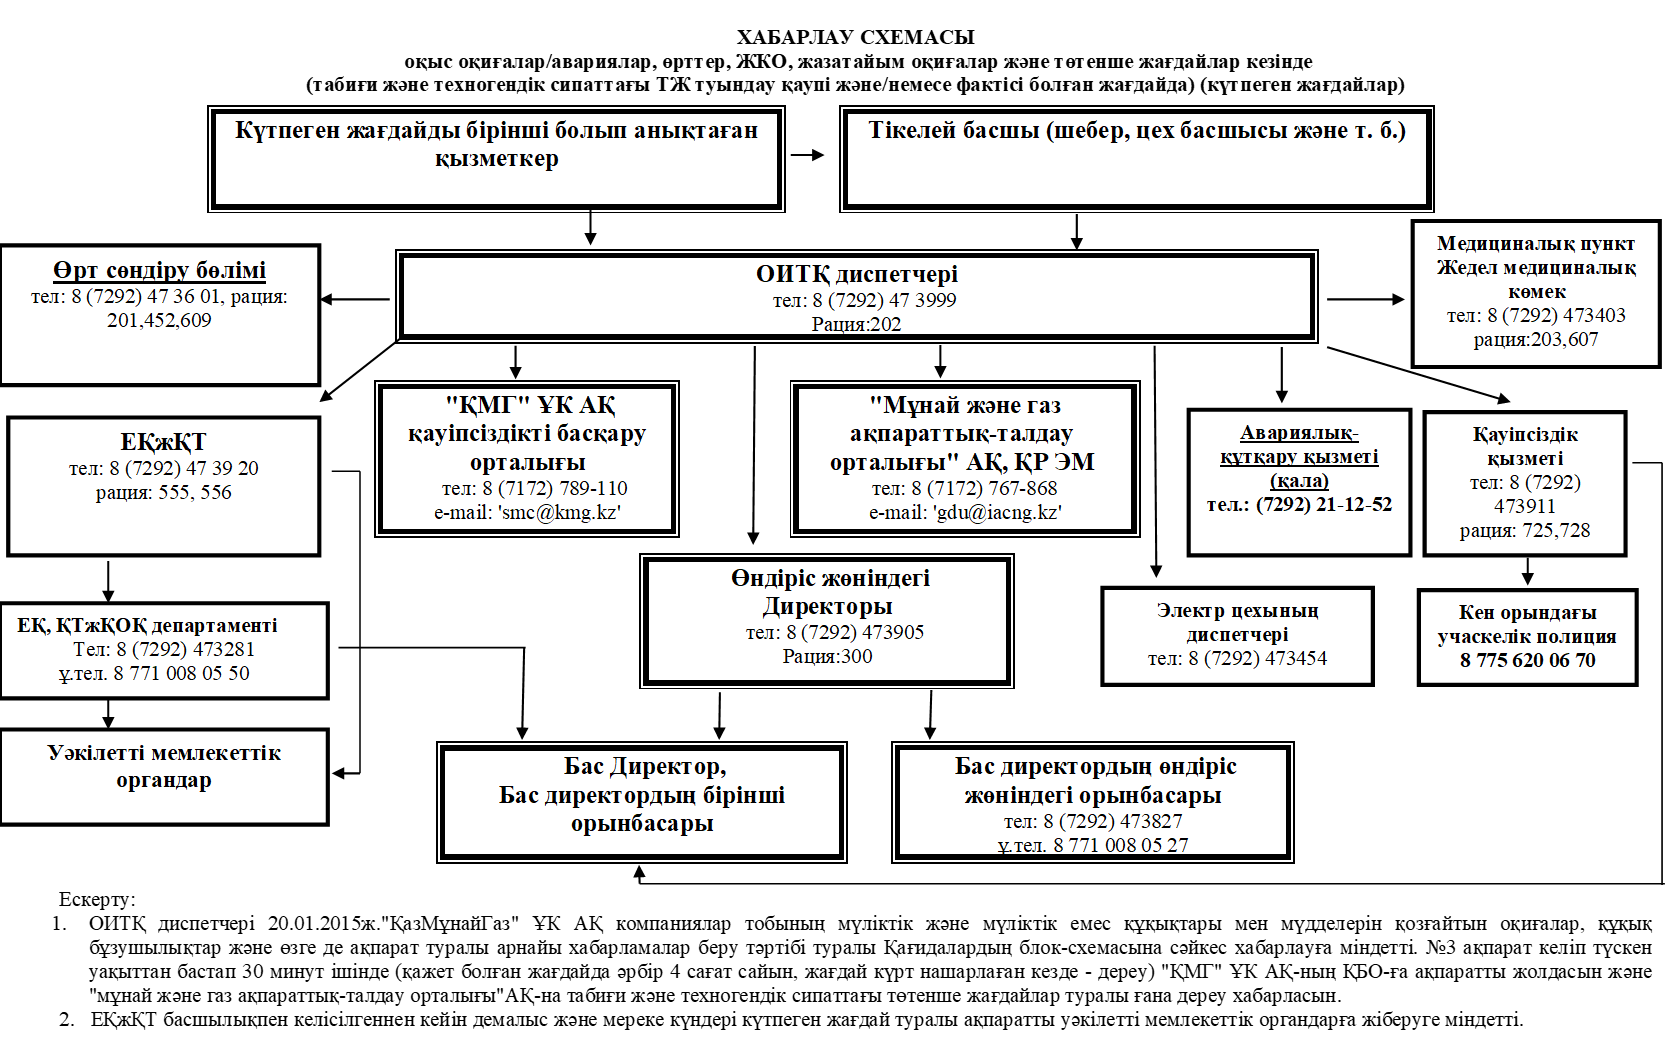 ХАБАРЛАУ СХЕМАСЫ
оқыс оқиғалар/авариялар, өрттер, ЖКО, жазатайым оқиғалар және төтенше жағдайлар кезінде
(табиғи және техногендік сипаттағы ТЖ туындау қаупі және/немесе фактісі болған жағдайда) (күтпеген жағдайлар)
Күтпеген жағдайды бірінші болып анықтаған
қызметкер
Тікелей басшы (шебер, цех басшысы және т. б.)
Өрт сөндіру бөлімі
тел: 8 (7292) 47 36 01, рация:
201,452,609
ОИТҚ диспетчері
тел: 8 (7292) 47 3999
Рация:202
Медициналық пункт
Жедел медициналық
көмек
тел: 8 (7292) 473403
рация:203,607
ЕҚжҚТ
тел: 8 (7292) 47 39 20
рация: 555, 556
"ҚМГ" ҰК АҚ
қауіпсіздікті басқару
орталығы
тел: 8 (7172) 789-110
e-mail: 'smc@kmg.kz'
"Мұнай және газ
ақпараттық-талдау
орталығы" АҚ, ҚР ЭМ
тел: 8 (7172) 767-868
e-mail: 'gdu@iacng.kz'
Авариялық-
құтқару қызметі
(қала)
тел.: (7292) 21-12-52
Қауіпсіздік
қызметі
тел: 8 (7292)
473911
рация: 725,728
Өндіріс жөніндегі
Директоры
тел: 8 (7292) 473905
Рация:300
Электр цехының
диспетчері
тел: 8 (7292) 473454
Кен орындағы
учаскелік полиция
8 775 620 06 70
ЕҚ, ҚТжҚОҚ департаменті
Тел: 8 (7292) 473281
ұ.тел. 8 771 008 05 50
Уәкілетті мемлекеттік
органдар
Бас Директор,
Бас директордың бірінші
орынбасары
Бас директордың өндіріс
жөніндегі орынбасары
тел: 8 (7292) 473827
ұ.тел. 8 771 008 05 27
Ескерту:
1. ОИТҚ диспетчері 20.01.2015ж."ҚазМұнайГаз" ҰК АҚ компаниялар тобының мүліктік және мүліктік емес құқықтары мен мүдделерін қозғайтын оқиғалар, құқық
бұзушылықтар және өзге де ақпарат туралы арнайы хабарламалар беру тәртібі туралы Қағидалардың блок-схемасына сәйкес хабарлауға міндетті. №3 ақпарат келіп түскен
уақыттан бастап 30 минут ішінде (қажет болған жағдайда әрбір 4 сағат сайын, жағдай күрт нашарлаған кезде - дереу) "ҚМГ" ҰК АҚ-ның ҚБО-ға ақпаратты жолдасын және
"мұнай және газ ақпараттық-талдау орталығы"АҚ-на табиғи және техногендік сипаттағы төтенше жағдайлар туралы ғана дереу хабарласын.
2. ЕҚжҚТ басшылықпен келісілгеннен кейін демалыс және мереке күндері күтпеген жағдай туралы ақпаратты уәкілетті мемлекеттік органдарға жіберуге міндетті.